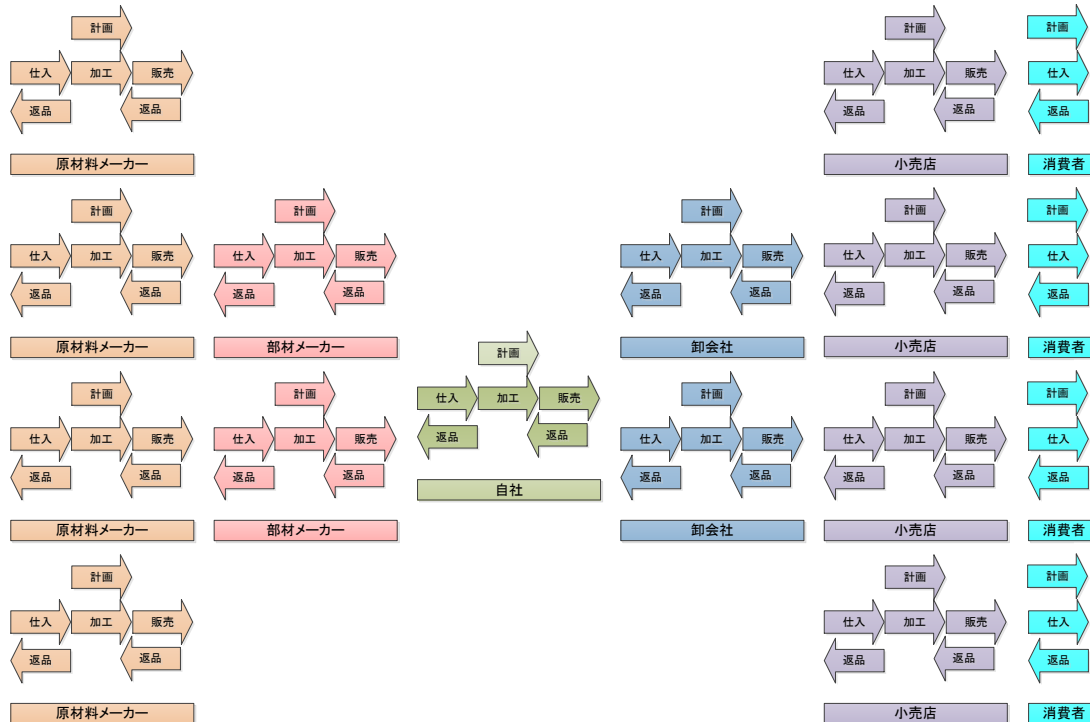 計画
仕入 加工 販売
返品 返品
原材料メーカー
計画
仕入 加工 販売
返品 返品
小売店
計画
仕入
返品
消費者
計画
仕入 加工 販売
返品 返品
原材料メーカー
計画
仕入 加工 販売
返品 返品
部材メーカー
計画
仕入 加工 販売
返品 返品
卸会社
計画
仕入 加工 販売
返品 返品
小売店
計画
仕入
返品
消費者
計画
仕入 加工 販売
返品 返品
自社
計画
仕入 加工 販売
返品 返品
原材料メーカー
計画
仕入 加工 販売
返品 返品
部材メーカー
計画
仕入 加工 販売
返品 返品
卸会社
計画
仕入 加工 販売
返品 返品
小売店
計画
仕入
返品
消費者
計画
仕入 加工 販売
返品 返品
原材料メーカー
計画
仕入 加工 販売
返品 返品
小売店
計画
仕入
返品
消費者